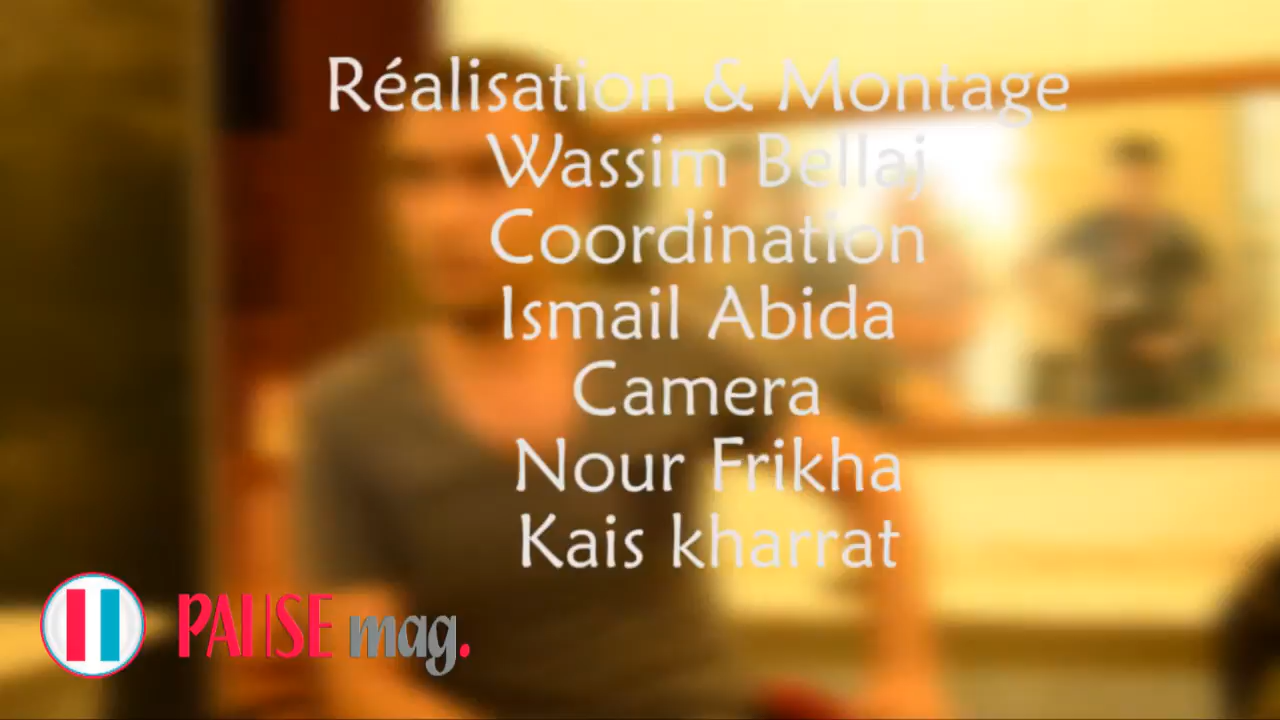 Réalisation & Montage
Wassim Bellaj
Coordination
Ismail Abida
Camera
Nour Frikha
Kais kharrat
PAUSE mag.